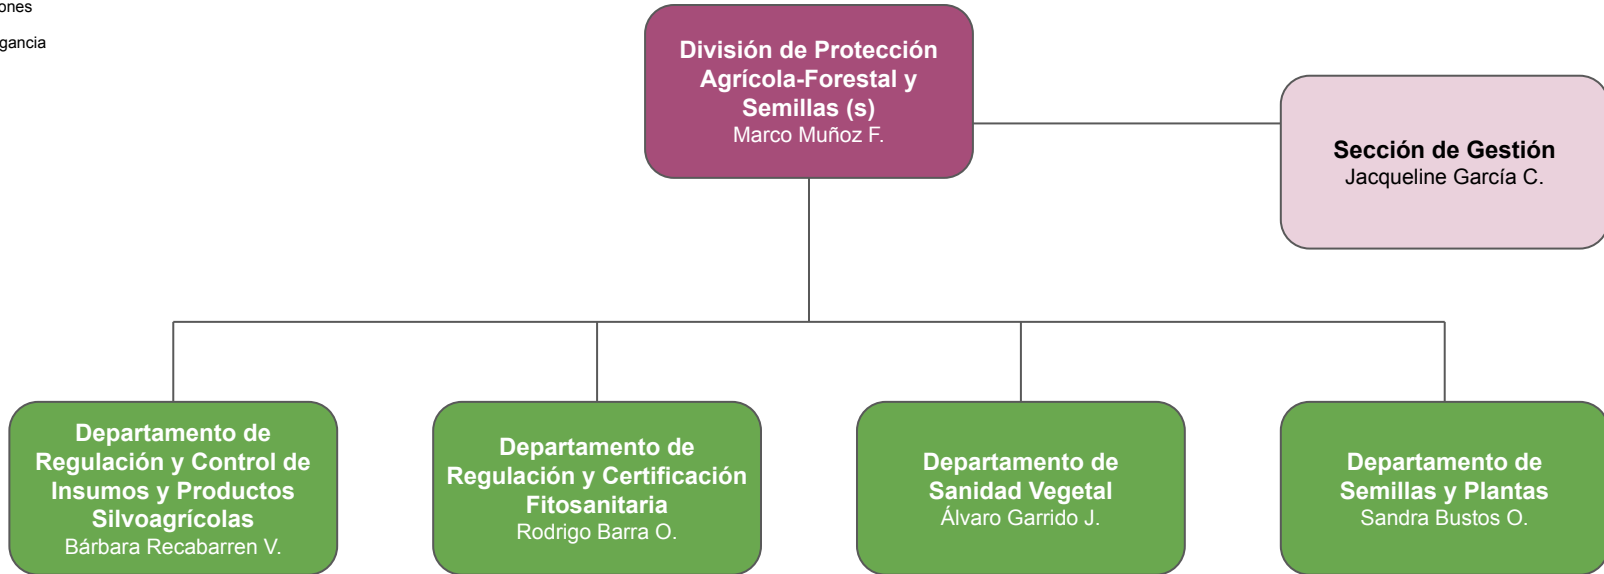 División de Protección
Agrícola-Forestal y
Semillas (s)
Marco Muñoz F.
Sección de Gestión
Jacqueline García C.
Departamento de
Regulación y Control de
Insumos y Productos
Silvoagrícolas
Bárbara Recabarren V.
Departamento de
Regulación y Certificación
Fitosanitaria
Rodrigo Barra O.
Departamento de
Sanidad Vegetal
Álvaro Garrido J.
Departamento de
Semillas y Plantas
Sandra Bustos O.